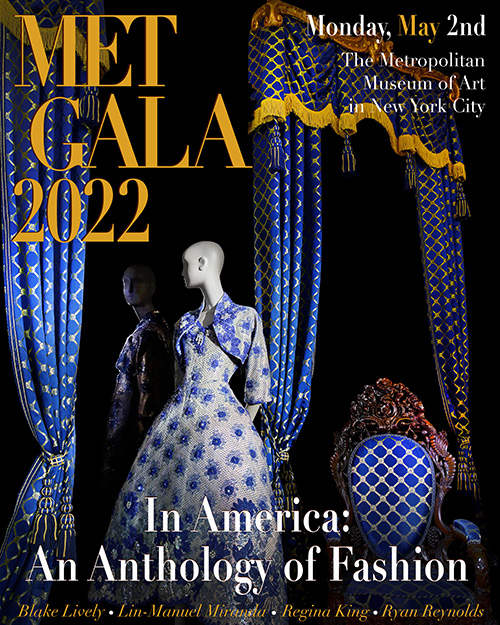 MET
GALA
2022
Monday, May 2nd
The Metropolitan
Museum of Art
in New York City
In America:
An Anthology of Fashion
Blake Lively • Lin-Manuel Miranda • Regina King • Ryan Reynolds